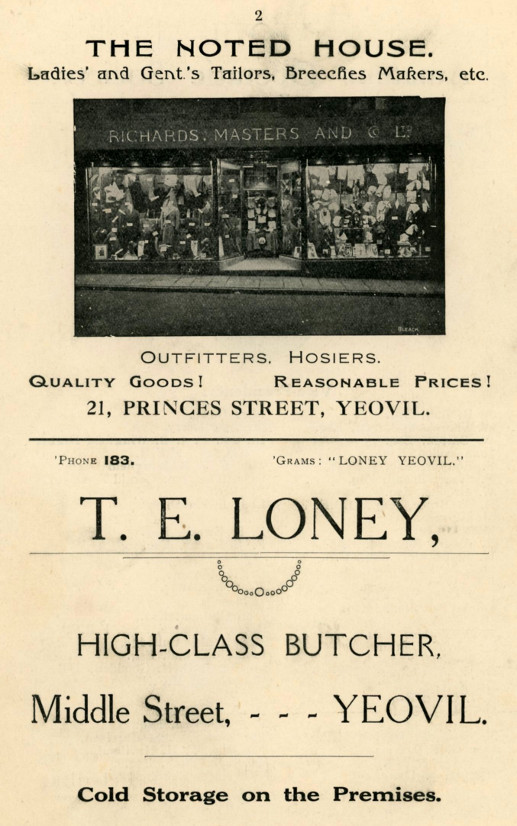 2
THE NOTED HOUSE.
Ladies' and Gent.'s Tailors, Breeches Makers, etc.
RICHARDS, MASTERS AND Co LD
BLEACH
OUTFITTERS, HOSIERS.
QUALITY GOODS! REASONABLE PRICES!
21, PRINCES STREET, YEOVIL.
'PHONE 183. 'GRAMS: "LONEY YEOVIL."
T. E. LONEY,
HIGH-CLASS BUTCHER,
Middle Street, - - - YEOVIL.
Cold Storage on the Premises.